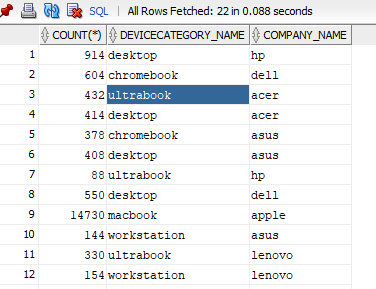 SQL | All Rows Fetched: 22 in 0.088 seconds
COUNT(*) DEVICECATEGORY_NAME COMPANY_NAME
1 914 desktop hp
2 604 chromebook dell
3 432 ultrabook acer
4 414 desktop acer
5 378 chromebook asus
6 408 desktop asus
7 88 ultrabook hp
8 550 desktop dell
9 14730 macbook apple
10 144 workstation asus
11 330 ultrabook lenovo
12 154 workstation lenovo